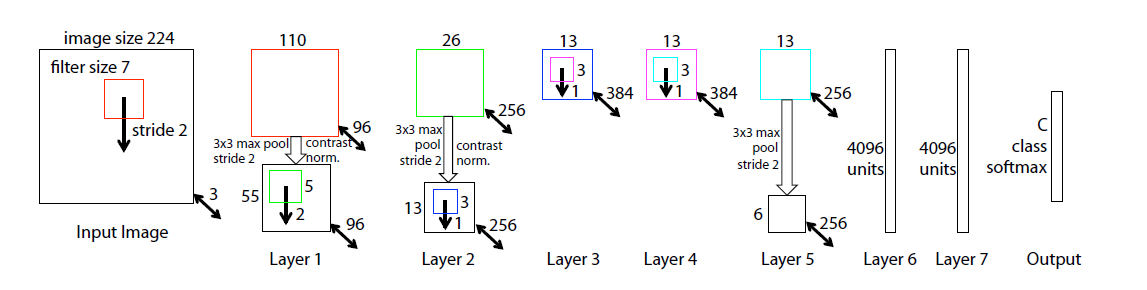 image size 224
filter size 7
stride 2
3
Input Image
110
96
3x3 max
pool
stride 2
contrast
norm.
55
5
2
96
Layer 1
26
256
3x3 max
pool
stride 2
contrast
norm.
13
3
1
256
Layer 2
13
3
1
384
Layer 3
13
3
1
384
Layer 4
13
256
3x3 max
pool
stride 2
6
256
Layer 5
4096
units
Layer 6
4096
units
Layer 7
C
class
softmax
Output